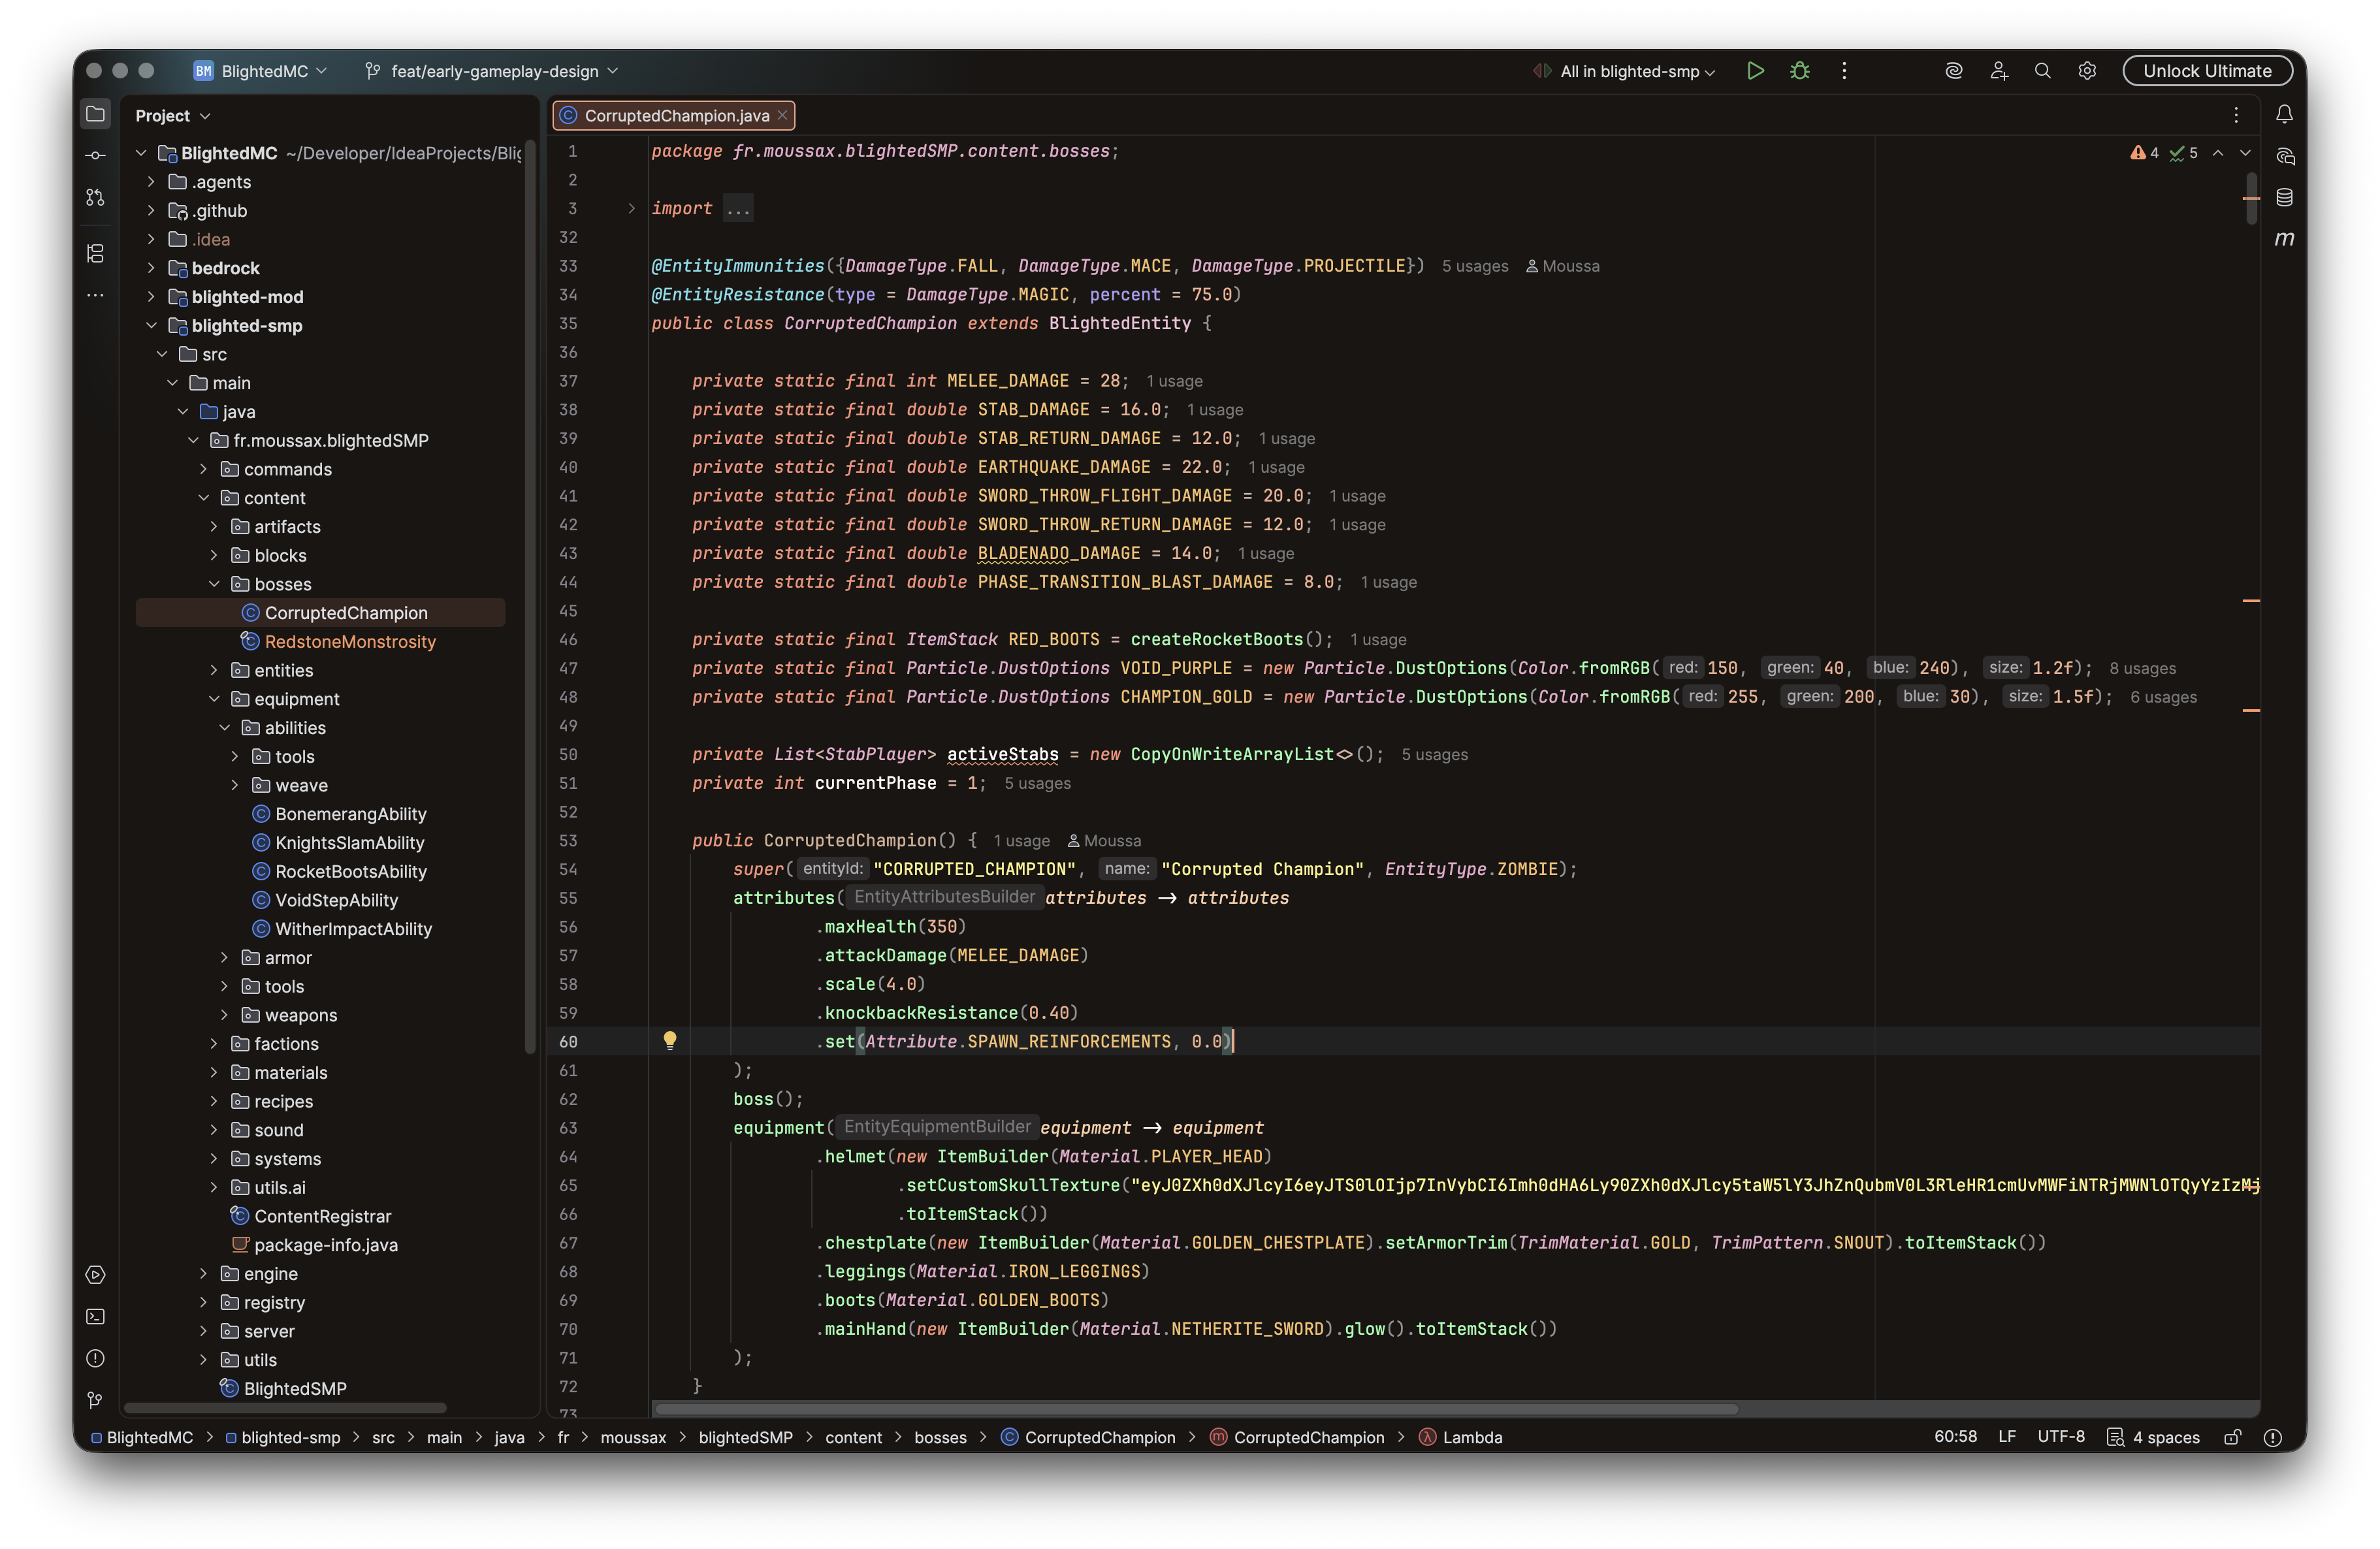 BM BlightedMC feat/early-gameplay-design All in blighted-smp Unlock Ultimate
Project
BlightedMC ~/Developer/IdeaProjects/Blig
.agents
.github
.idea
bedrock
blighted-mod
blighted-smp
src
main
java
fr.moussax.blightedSMP
commands
content
artifacts
blocks
bosses
CorruptedChampion
RedstoneMonstrosity
entities
equipment
abilities
tools
weave
BonemerangAbility
KnightsSlamAbility
RocketBootsAbility
VoidStepAbility
WitherImpactAbility
armor
tools
weapons
factions
materials
recipes
sound
systems
utils.ai
ContentRegistrar
package-info.java
engine
registry
server
utils
BlightedSMP
CorruptedChampion.java
4 5
1 package fr.moussax.blightedSMP.content.bosses;
2
3 import ...
32
33 @EntityImmunities({DamageType.FALL, DamageType.MACE, DamageType.PROJECTILE}) 5 usages Moussa
34 @EntityResistance(type = DamageType.MAGIC, percent = 75.0)
35 public class CorruptedChampion extends BlightedEntity {
36
37 private static final int MELEE_DAMAGE = 28; 1 usage
38 private static final double STAB_DAMAGE = 16.0; 1 usage
39 private static final double STAB_RETURN_DAMAGE = 12.0; 1 usage
40 private static final double EARTHQUAKE_DAMAGE = 22.0; 1 usage
41 private static final double SWORD_THROW_FLIGHT_DAMAGE = 20.0; 1 usage
42 private static final double SWORD_THROW_RETURN_DAMAGE = 12.0; 1 usage
43 private static final double BLADENADO_DAMAGE = 14.0; 1 usage
44 private static final double PHASE_TRANSITION_BLAST_DAMAGE = 8.0; 1 usage
45
46 private static final ItemStack RED_BOOTS = createRocketBoots(); 1 usage
47 private static final Particle.DustOptions VOID_PURPLE = new Particle.DustOptions(Color.fromRGB( red: 150, green: 40, blue: 240), size: 1.2f); 8 usages
48 private static final Particle.DustOptions CHAMPION_GOLD = new Particle.DustOptions(Color.fromRGB( red: 255, green: 200, blue: 30), size: 1.5f); 6 usages
49
50 private List<StabPlayer> activeStabs = new CopyOnWriteArrayList<>(); 5 usages
51 private int currentPhase = 1; 5 usages
52
53 public CorruptedChampion() { 1 usage Moussa
54 super( entityId: "CORRUPTED_CHAMPION", name: "Corrupted Champion", EntityType.ZOMBIE);
55 attributes( EntityAttributesBuilder attributes → attributes
56 .maxHealth(350)
57 .attackDamage(MELEE_DAMAGE)
58 .scale(4.0)
59 .knockbackResistance(0.40)
60 .set(Attribute.SPAWN_REINFORCEMENTS, 0.0)
61 );
62 boss();
63 equipment( EntityEquipmentBuilder equipment → equipment
64 .helmet(new ItemBuilder(Material.PLAYER_HEAD)
65 .setCustomSkullTexture("eyJ0ZXh0dXJlcyI6eyJTS0lOIjp7InVybCI6Imh0dHA6Ly90ZXh0dXJlcy5taW5lY3JhZnQubmV0L3RleHR1cmUvMWFiNTRjMWNlOTQyYzIzMj
66 .toItemStack())
67 .chestplate(new ItemBuilder(Material.GOLDEN_CHESTPLATE).setArmorTrim(TrimMaterial.GOLD, TrimPattern.SNOUT).toItemStack())
68 .leggings(Material.IRON_LEGGINGS)
69 .boots(Material.GOLDEN_BOOTS)
70 .mainHand(new ItemBuilder(Material.NETHERITE_SWORD).glow().toItemStack())
71 );
72 }
73
BlightedMC > blighted-smp > src > main > java > fr > moussax > blightedSMP > content > bosses > CorruptedChampion > CorruptedChampion > Lambda 60:58 LF UTF-8 4 spaces